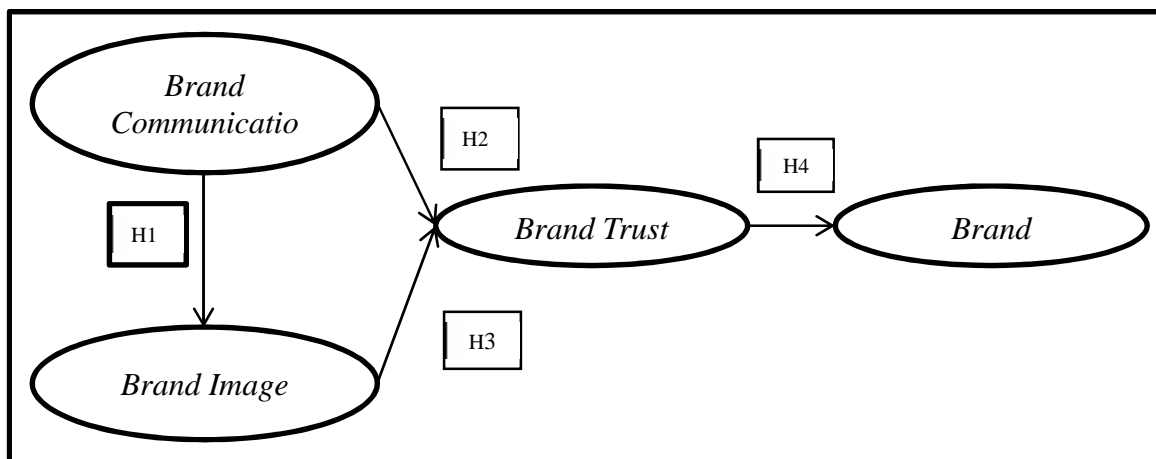 Brand
Communicatio
H2
H4
H1
Brand Trust
Brand
H3
Brand Image